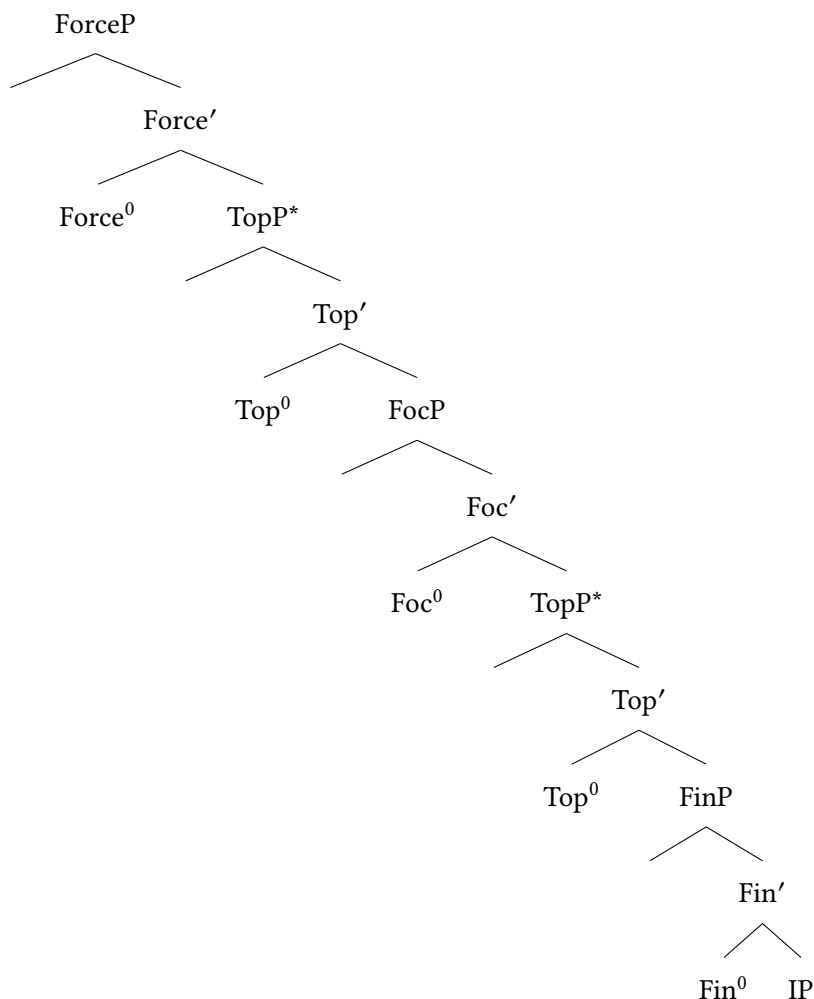 ForceP
Force′
Force⁰ TopP*
Top′
Top⁰ FocP
Foc′
Foc⁰ TopP*
Top′
Top⁰ FinP
Fin′
Fin⁰ IP